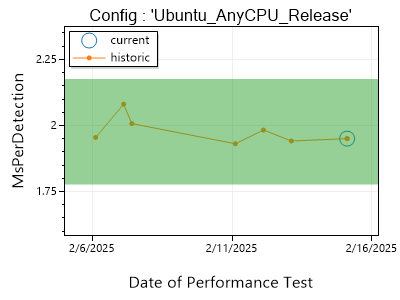 Config : 'Ubuntu_AnyCPU_Release'
current
historic
MsPerDetection
2.25
2
1.75
2/6/2025
2/11/2025
2/16/2025
Date of Performance Test